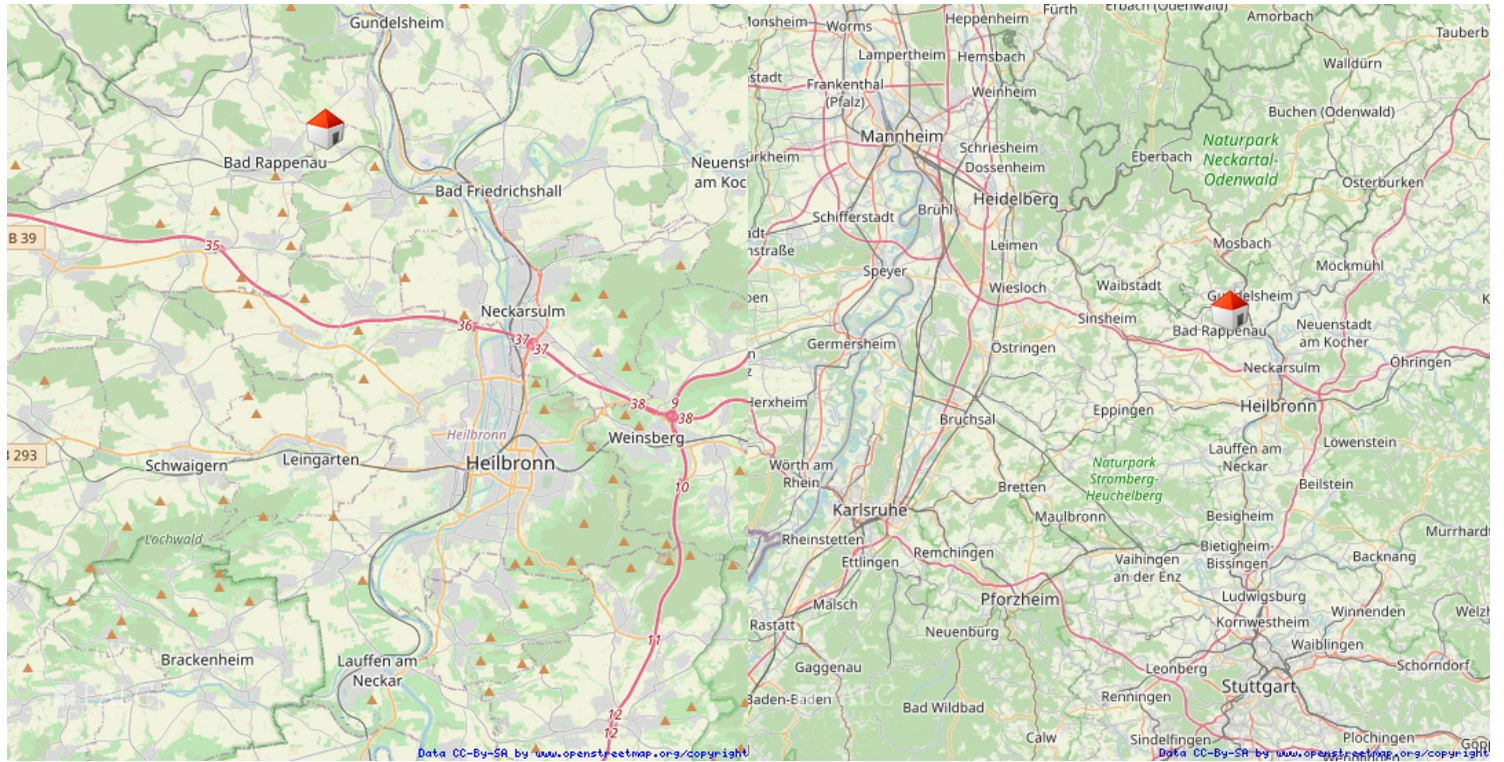 Gundelsheim
Bad Rappenau
Bad Friedrichshall
am Koc
B 39
35
Neckarsulm
36
37
37
38
9
38
Weinsberg
Heilbronn
Heilbronn
293
Schwaigern
Leingarten
10
Lochwald
11
Brackenheim
Lauffen am
Neckar
12
12
Data CC-By-SA by www.openstreetmap.org/copyright
Worms
Heppenheim
Fürth
Erbach (Odenwald)
Amorbach
Tauberb
Lampertheim
Hemsbach
Walldürn
Frankenthal
(Pfalz)
Weinheim
Buchen (Odenwald)
Mannheim
Schriesheim
Dossenheim
Eberbach
Naturpark
Neckartal-
Odenwald
Osterburken
Heidelberg
Schifferstadt
Brühl
Leimen
Mosbach
Speyer
Möckmühl
Wiesloch
Waibstadt
Sinsheim
Bad Rappenau
Neuenstadt
am Kocher
Germersheim
Östringen
Neckarsulm
Öhringen
Herxheim
Bruchsal
Eppingen
Heilbronn
Lauffen am
Neckar
Löwenstein
Wörth am
Rhein
Naturpark
Stromberg-
Heuchelberg
Bretten
Beilstein
Karlsruhe
Maulbronn
Besigheim
Murrhardt
Rheinstetten
Remchingen
Bietigheim-
Bissingen
Backnang
Ettlingen
Vaihingen
an der Enz
Ludwigsburg
Malsch
Pforzheim
Winnenden
Welzh
Rastatt
Neuenburg
Kornwestheim
Waiblingen
Gaggenau
Leonberg
Schorndorf
Stuttgart
Baden-Baden
Bad Wildbad
Renningen
Calw
Sindelfingen
Plochingen
Data CC-By-SA by www.openstreetmap.org/copyright